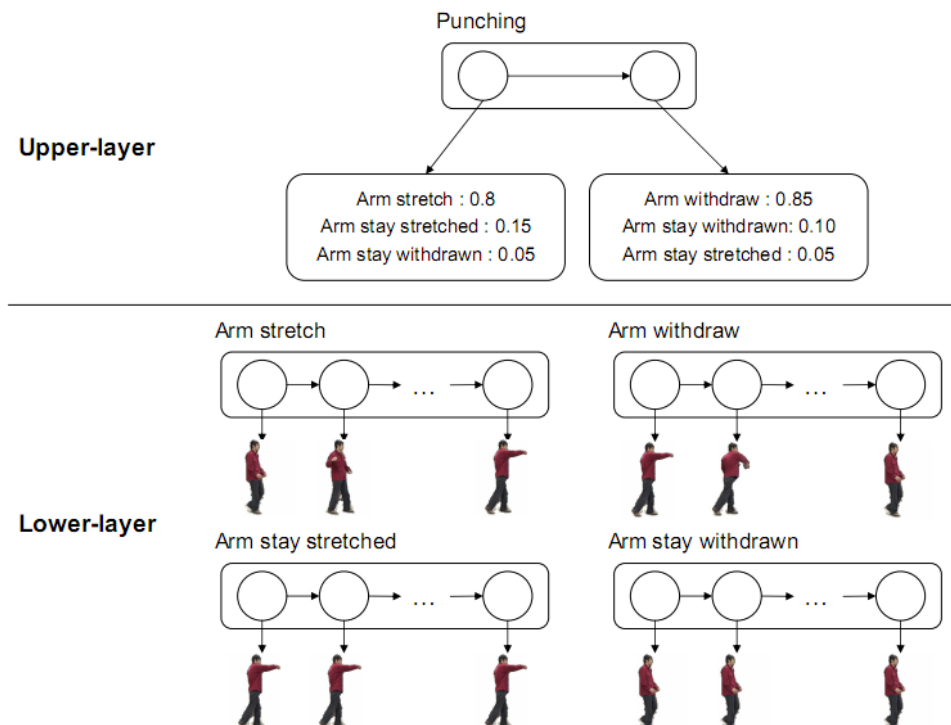 Punching
Upper-layer
Arm stretch : 0.8
Arm stay stretched : 0.15
Arm stay withdrawn : 0.05
Arm withdraw : 0.85
Arm stay withdrawn: 0.10
Arm stay stretched : 0.05
Lower-layer
Arm stretch
...
Arm withdraw
...
Arm stay stretched
...
Arm stay withdrawn
...